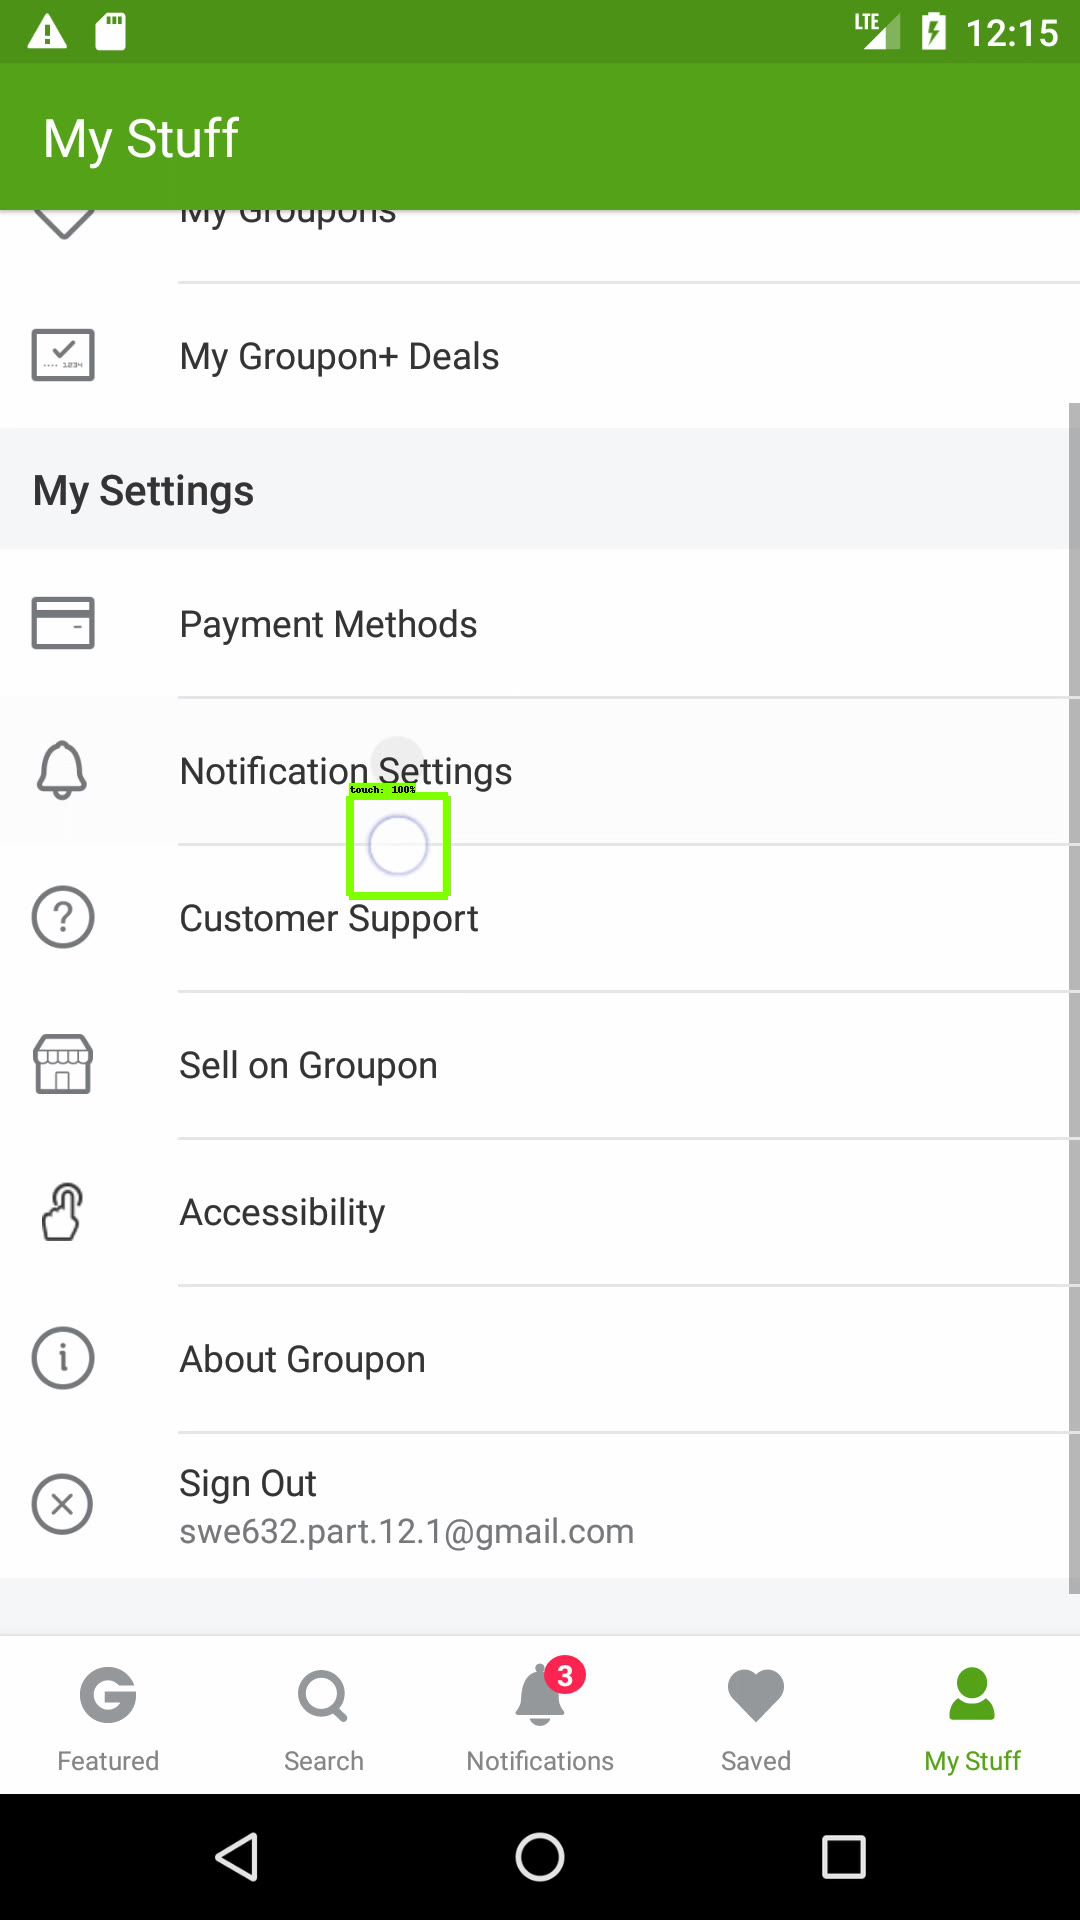 LTE 12:15
My Stuff
My Groupons
1234
My Groupon+ Deals
My Settings
Payment Methods
Notification Settings
touch: 100%
Customer Support
Sell on Groupon
Accessibility
About Groupon
Sign Out
swe632.part.12.1@gmail.com
3
Featured Search Notifications Saved My Stuff